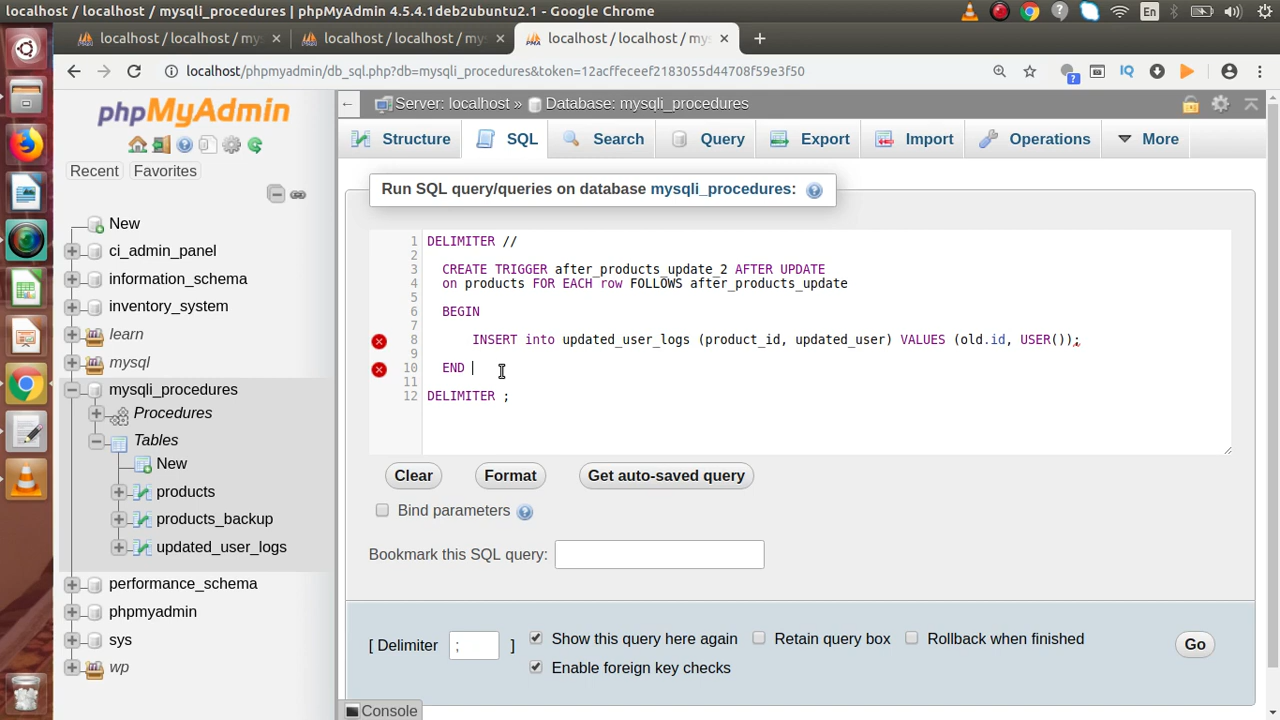 localhost / localhost / mysqli_procedures | phpMyAdmin 4.5.4.1deb2ubuntu2.1 - Google Chrome
En
localhost / localhost / mys
localhost / localhost / mys
localhost / localhost / mys
localhost/phpmyadmin/db_sql.php?db=mysqli_procedures&token=12acffeceef2183055d44708f59e3f50
IQ
phpMyAdmin
Recent
Favorites
New
ci_admin_panel
information_schema
inventory_system
learn
mysql
mysqli_procedures
Procedures
Tables
New
products
products_backup
updated_user_logs
performance_schema
phpmyadmin
sys
wp
Server: localhost » Database: mysqli_procedures
Structure
SQL
Search
Query
Export
Import
Operations
More
Run SQL query/queries on database mysqli_procedures:
1 DELIMITER //
2
3 CREATE TRIGGER after_products_update_2 AFTER UPDATE
4 on products FOR EACH row FOLLOWS after_products_update
5
6 BEGIN
7
8 INSERT into updated_user_logs (product_id, updated_user) VALUES (old.id, USER());
9
10 END
11
12 DELIMITER ;
Clear
Format
Get auto-saved query
Bind parameters
Bookmark this SQL query:
[ Delimiter ; ]
Show this query here again
Retain query box
Rollback when finished
Enable foreign key checks
Go
Console